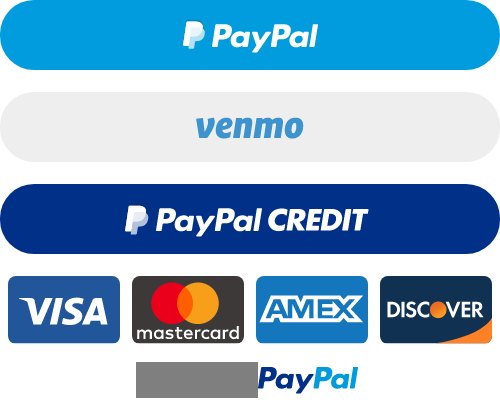 PayPal
venmo
PayPal CREDIT
VISA mastercard AMEX DISCOVER
PayPal